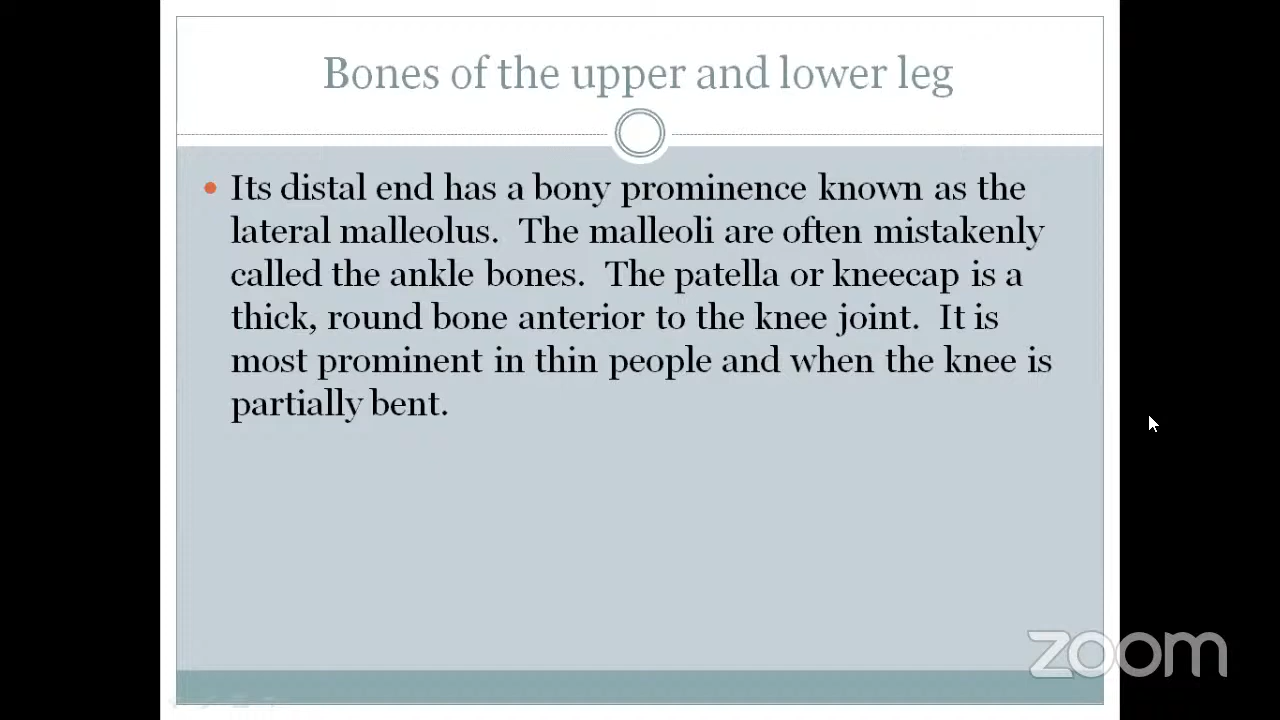 Bones of the upper and lower leg
• Its distal end has a bony prominence known as the
lateral malleolus.  The malleoli are often mistakenly
called the ankle bones.  The patella or kneecap is a
thick, round bone anterior to the knee joint.  It is
most prominent in thin people and when the knee is
partially bent.
zoom